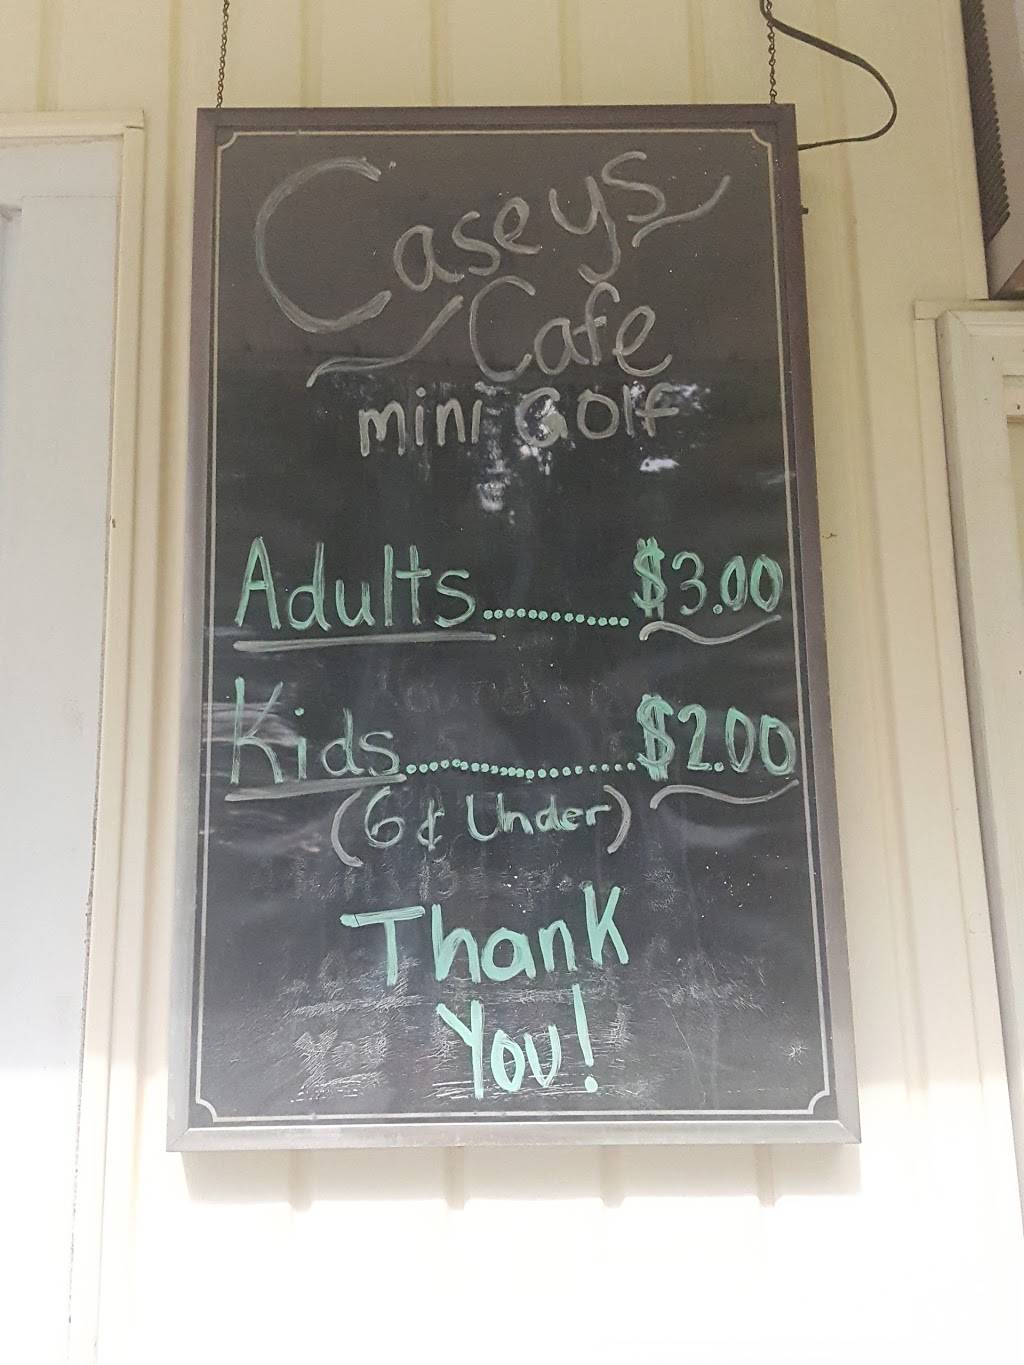 Caseys
Cafe
mini Golf
Adults........... $3.00
Kids.................... $2.00
(6 & Under)
Thank
You!